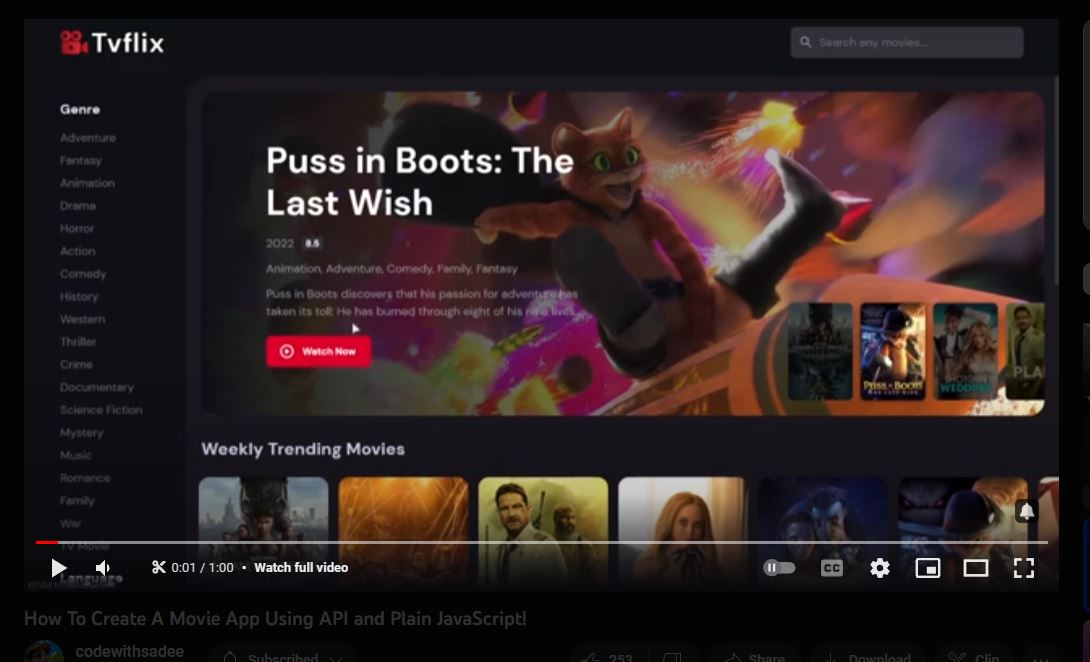 Tvflix
Search any movies...
Genre
Adventure
Fantasy
Animation
Drama
Horror
Action
Comedy
History
Western
Thriller
Crime
Documentary
Science Fiction
Mystery
Music
Romance
Family
War
TV Movie
Language
Puss in Boots: The
Last Wish
2022 8.5
Animation, Adventure, Comedy, Family, Fantasy
Puss in Boots discovers that his passion for adventure has
taken its toll: He has burned through eight of his nine lives,
Watch Now
PUSS IN BOOTS
THE LAST WISH
SHOTGUN
WEDDING
PLA
Weekly Trending Movies
0:01 / 1:00 • Watch full video
CC
How To Create A Movie App Using API and Plain JavaScript!
codewithsadee
Subscribed
253
Share
Download
Clip